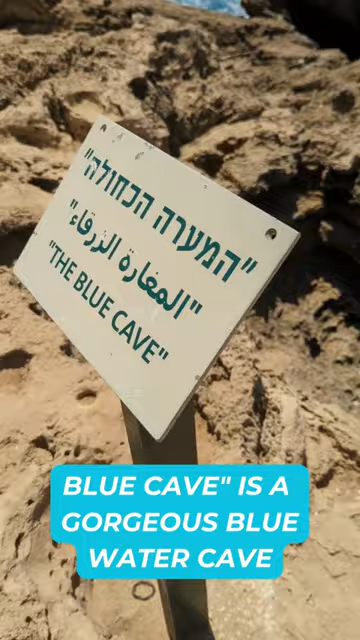 "המערה הכחולה"
"المغارة الزرقاء"
"THE BLUE CAVE"
BLUE CAVE" IS A
GORGEOUS BLUE
WATER CAVE